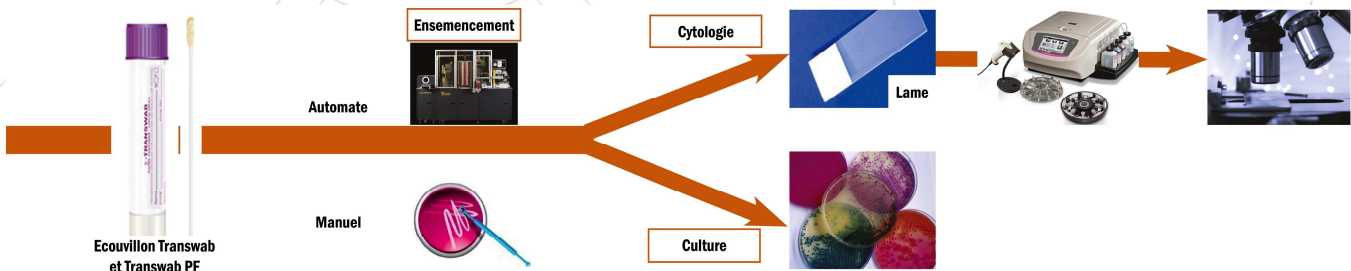 Ensemencement
Cytologie
Automate
Lame
Σ-TRANSWAB
Manuel
Culture
Ecouvillon Transwab
et Transwab PF